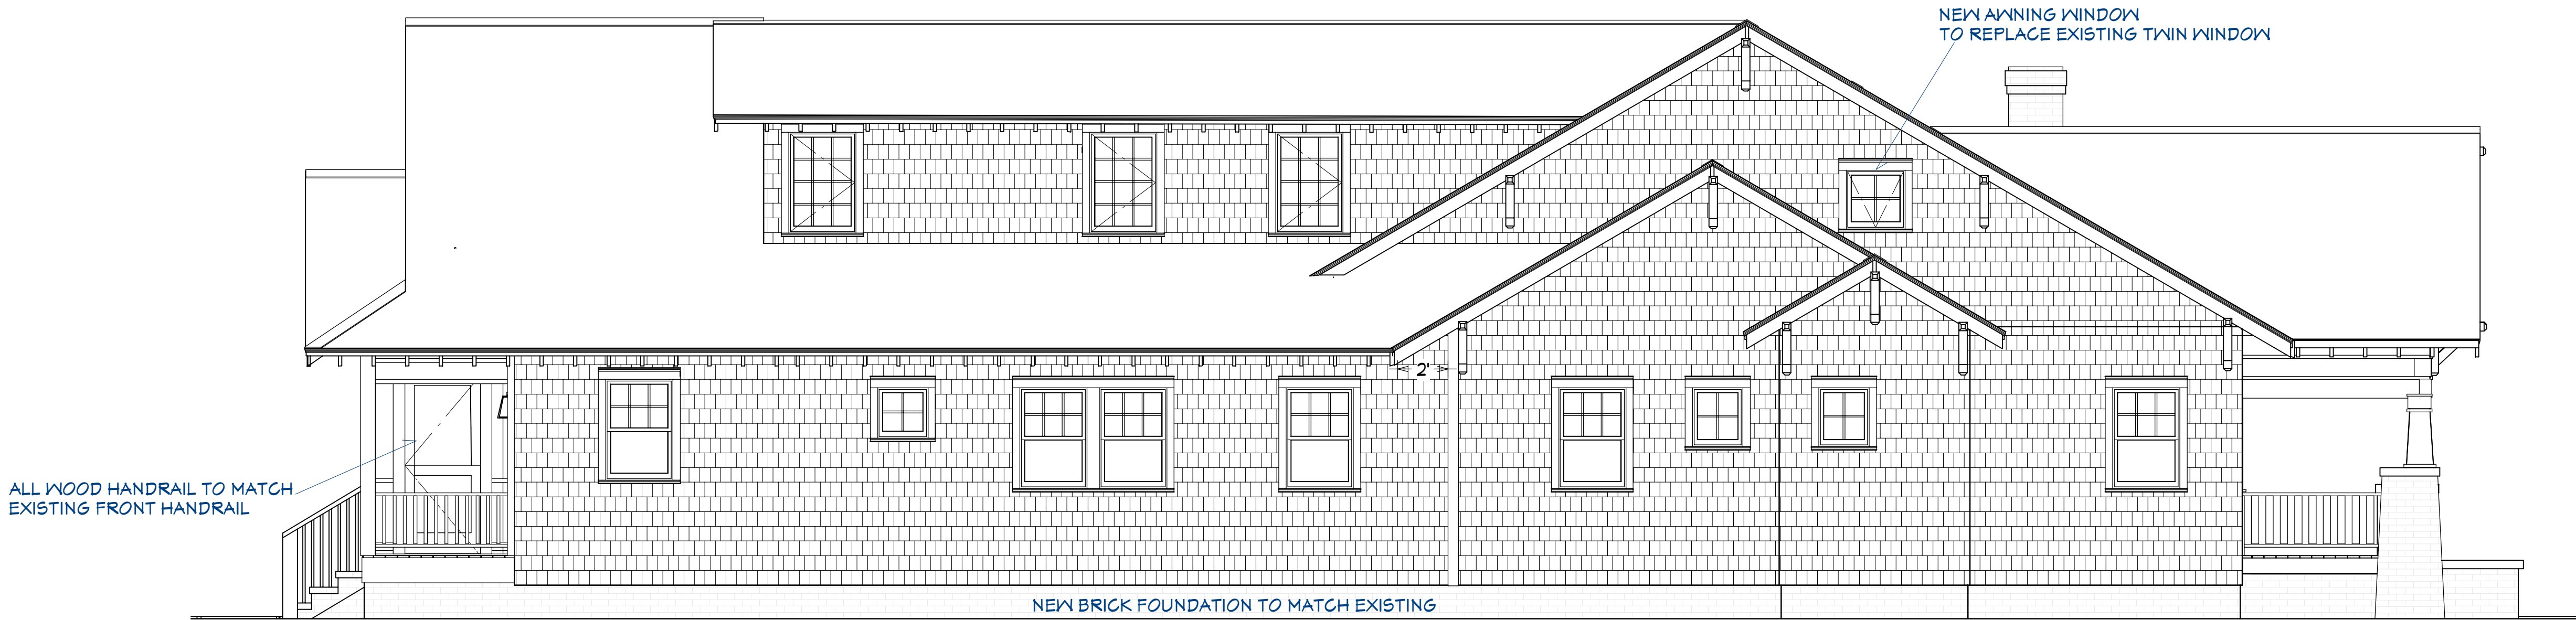 NEW AWNING WINDOW
TO REPLACE EXISTING TWIN WINDOW
2'
ALL WOOD HANDRAIL TO MATCH
EXISTING FRONT HANDRAIL
NEW BRICK FOUNDATION TO MATCH EXISTING